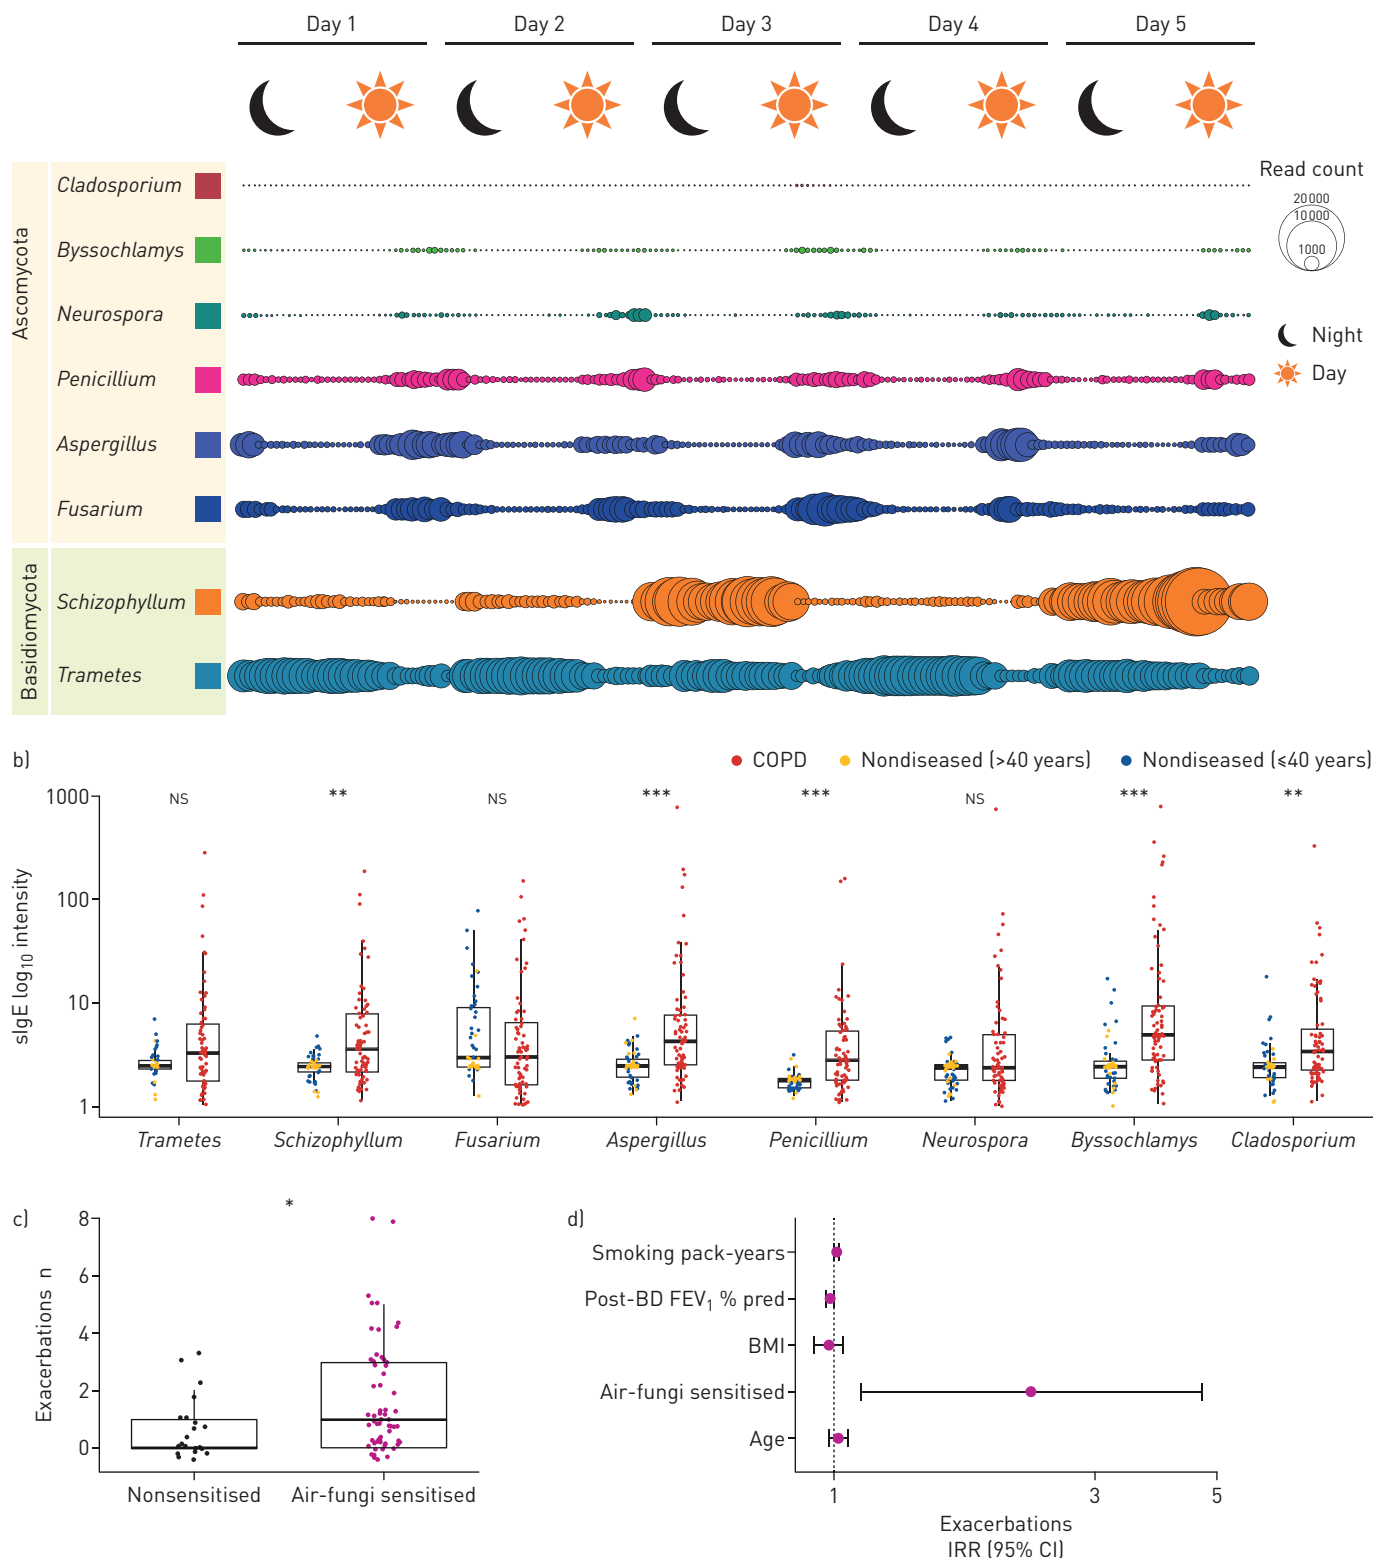 Day 1 Day 2 Day 3 Day 4 Day 5
Ascomycota
Cladosporium
Byssochlamys
Neurospora
Penicillium
Aspergillus
Fusarium
Basidiomycota
Schizophyllum
Trametes
Read count
20 000
10 000
1000
Night
Day
b)
COPD Nondiseased (>40 years) Nondiseased (≤40 years)
sIgE log10 intensity
1000
100
10
1
NS ** NS *** *** NS *** **
Trametes Schizophyllum Fusarium Aspergillus Penicillium Neurospora Byssochlamys Cladosporium
c)
*
Exacerbations n
8
6
4
2
0
Nonsensitised Air-fungi sensitised
d)
Smoking pack-years
Post-BD FEV1 % pred
BMI
Air-fungi sensitised
Age
1 3 5
Exacerbations
IRR (95% CI)